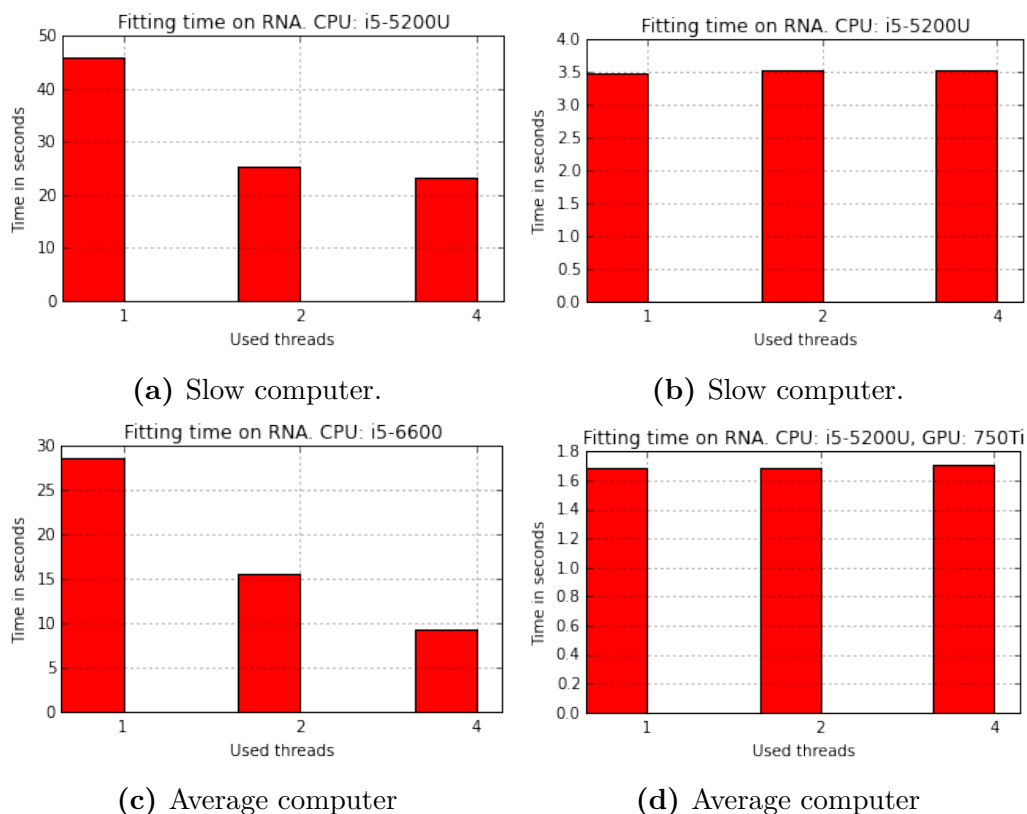 Fitting time on RNA. CPU: i5-5200U
50
40
30
20
10
0
Time in seconds
1 2 4
Used threads
(a) Slow computer.
Fitting time on RNA. CPU: i5-5200U
4.0
3.5
3.0
2.5
2.0
1.5
1.0
0.5
0.0
Time in seconds
1 2 4
Used threads
(b) Slow computer.
Fitting time on RNA. CPU: i5-6600
30
25
20
15
10
5
0
Time in seconds
1 2 4
Used threads
(c) Average computer
Fitting time on RNA. CPU: i5-5200U, GPU: 750Ti
1.8
1.6
1.4
1.2
1.0
0.8
0.6
0.4
0.2
0.0
Time in seconds
1 2 4
Used threads
(d) Average computer